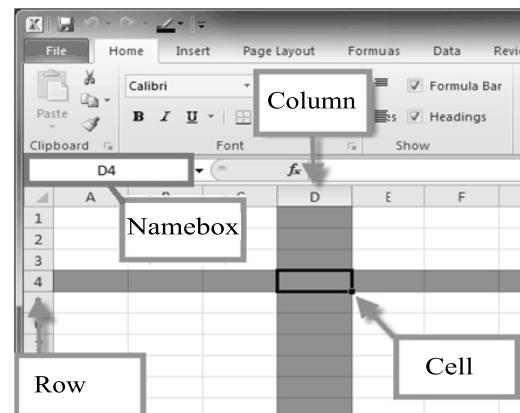 File Home Insert Page Layout Formuas Data Revi
Calibri
Formula Bar
Paste
B I U
Headings
Clipboard Font Show
Column
D4 fx
A D E F
Namebox
1
2
3
4
Cell
Row